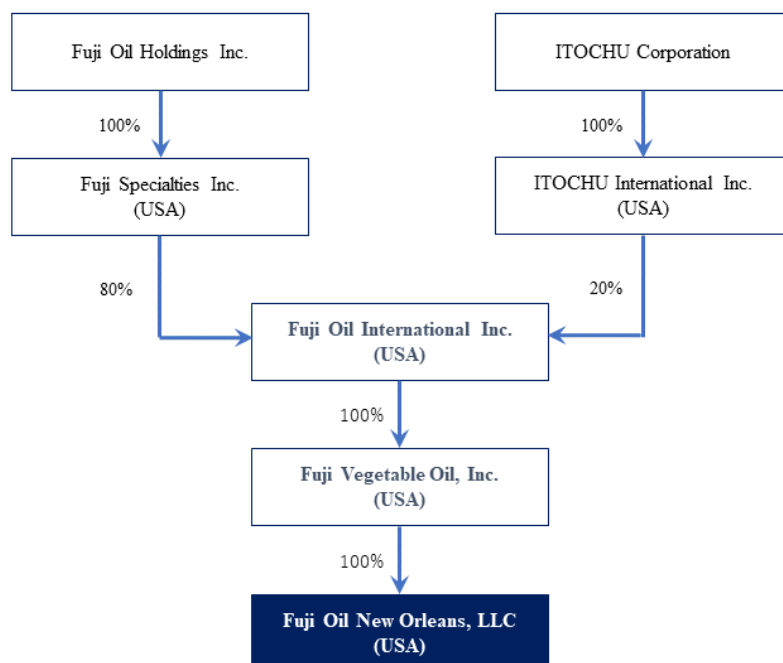 Fuji Oil Holdings Inc.
ITOCHU Corporation
100%
100%
Fuji Specialties Inc.
(USA)
ITOCHU International Inc.
(USA)
80%
20%
Fuji Oil International Inc.
(USA)
100%
Fuji Vegetable Oil, Inc.
(USA)
100%
Fuji Oil New Orleans, LLC
(USA)